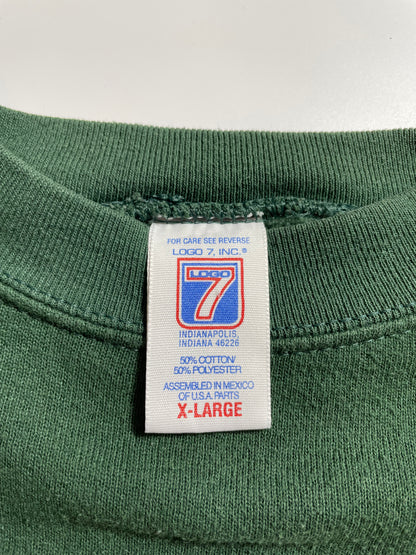 FOR CARE SEE REVERSE
LOGO 7, INC.®
LOGO
7
INDIANAPOLIS,
INDIANA 46226
50% COTTON/
50% POLYESTER
ASSEMBLED IN MEXICO
OF U.S.A. PARTS
X-LARGE